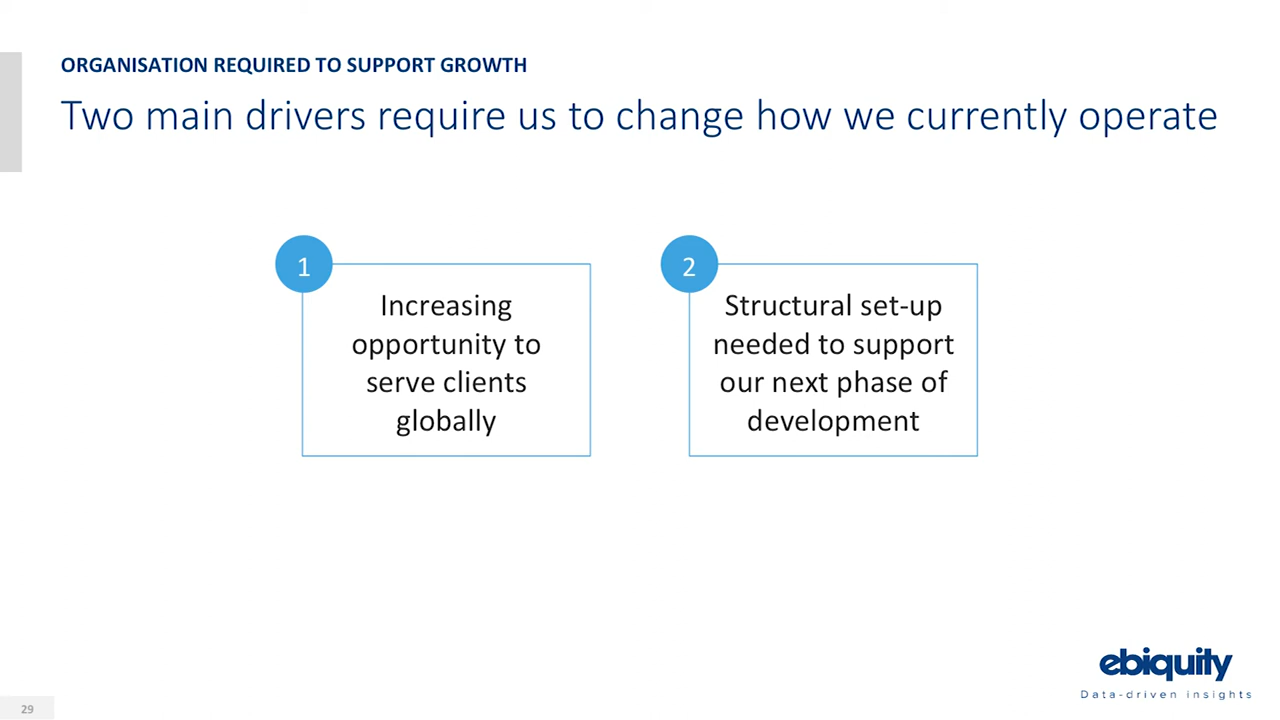 ORGANISATION REQUIRED TO SUPPORT GROWTH
Two main drivers require us to change how we currently operate
1
Increasing
opportunity to
serve clients
globally
2
Structural set-up
needed to support
our next phase of
development
ebiquity
Data-driven insights
29